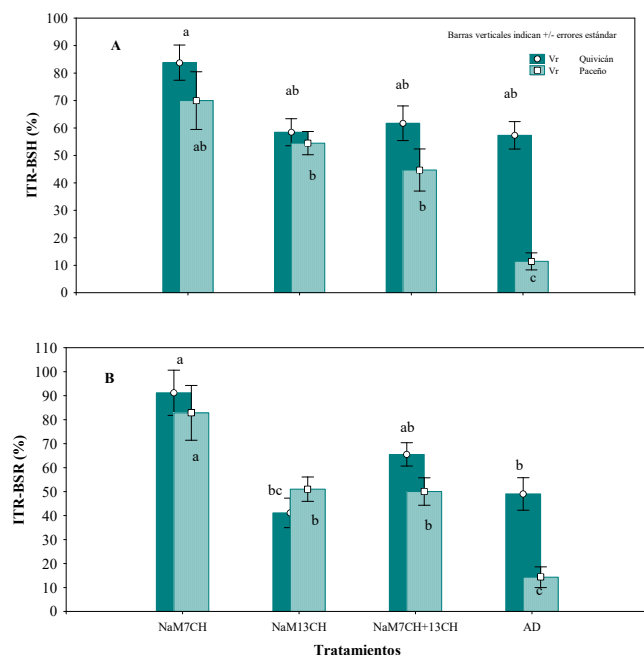 A
Barras verticales indican +/- errores estándar
Vr Quivicán
Vr Paceño
ITR-BSH (%)
100
90
80
70
60
50
40
30
20
10
0
a
ab
ab
b
ab
b
ab
c
B
ITR-BSR (%)
110
100
90
80
70
60
50
40
30
20
10
0
a
a
bc
b
ab
b
b
c
NaM7CH NaM13CH NaM7CH+13CH AD
Tratamientos